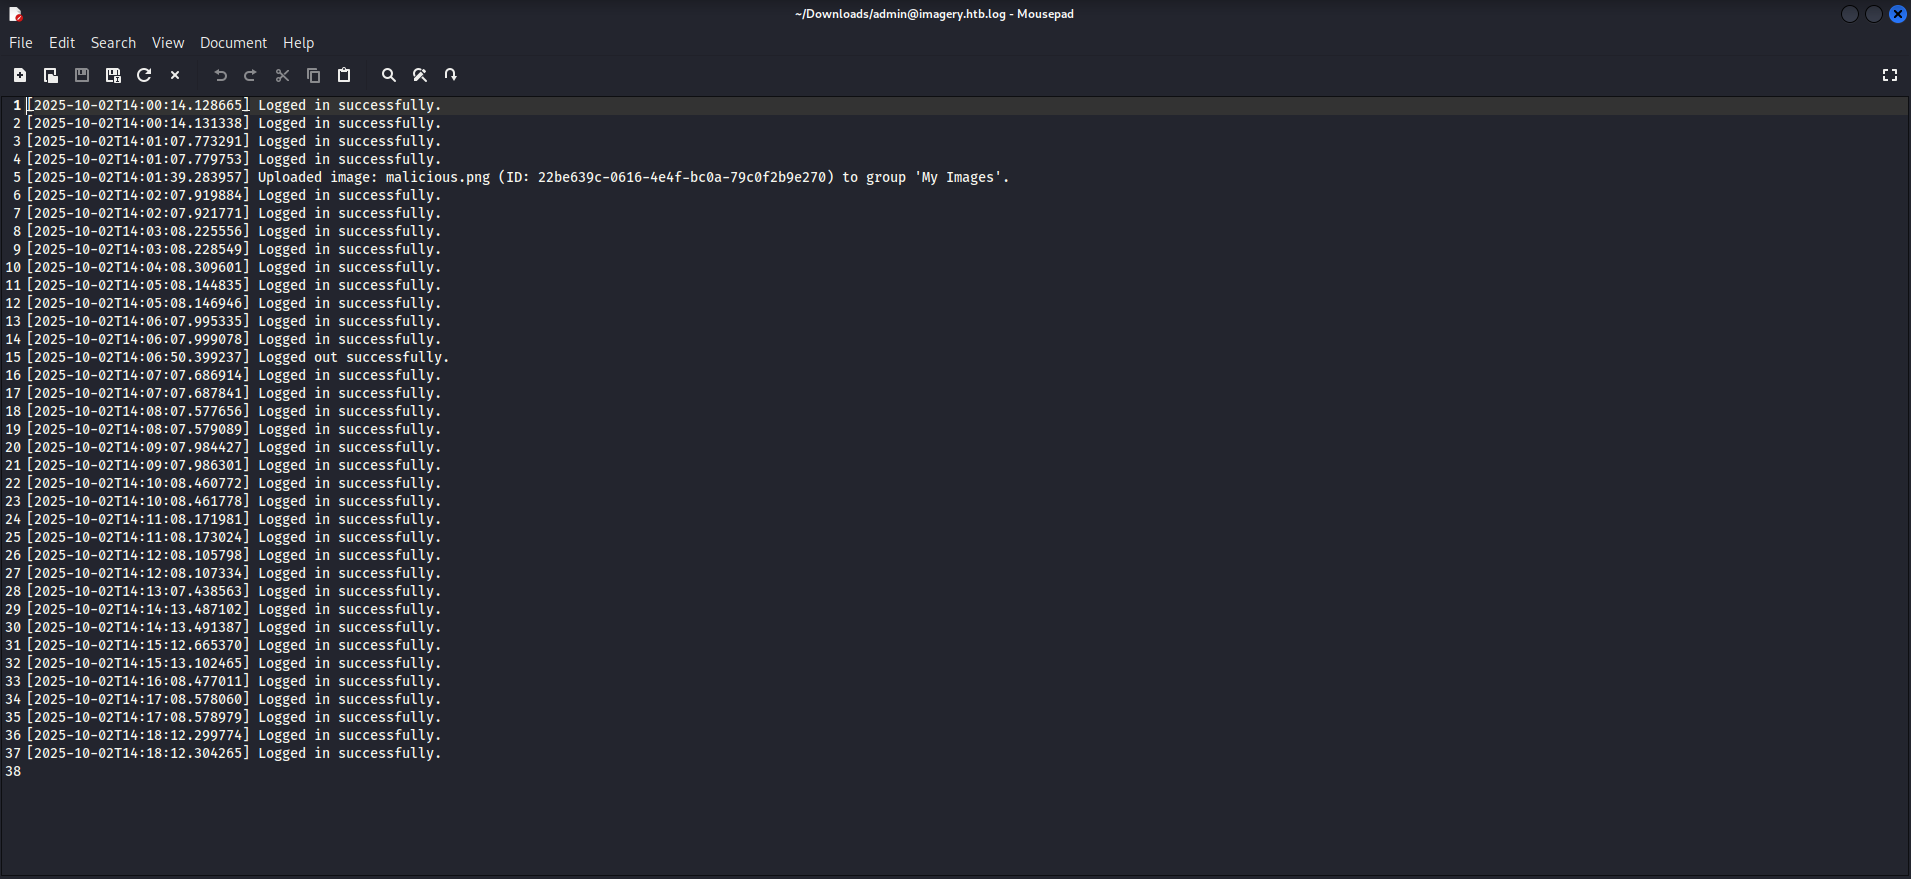 ~/Downloads/admin@imagery.htb.log - Mousepad
File Edit Search View Document Help
1 [2025-10-02T14:00:14.128665] Logged in successfully.
2 [2025-10-02T14:00:14.131338] Logged in successfully.
3 [2025-10-02T14:01:07.773291] Logged in successfully.
4 [2025-10-02T14:01:07.779753] Logged in successfully.
5 [2025-10-02T14:01:39.283957] Uploaded image: malicious.png (ID: 22be639c-0616-4e4f-bc0a-79c0f2b9e270) to group 'My Images'.
6 [2025-10-02T14:02:07.919884] Logged in successfully.
7 [2025-10-02T14:02:07.921771] Logged in successfully.
8 [2025-10-02T14:03:08.225556] Logged in successfully.
9 [2025-10-02T14:03:08.228549] Logged in successfully.
10 [2025-10-02T14:04:08.309601] Logged in successfully.
11 [2025-10-02T14:05:08.144835] Logged in successfully.
12 [2025-10-02T14:05:08.146946] Logged in successfully.
13 [2025-10-02T14:06:07.995335] Logged in successfully.
14 [2025-10-02T14:06:07.999078] Logged in successfully.
15 [2025-10-02T14:06:50.399237] Logged out successfully.
16 [2025-10-02T14:07:07.686914] Logged in successfully.
17 [2025-10-02T14:07:07.687841] Logged in successfully.
18 [2025-10-02T14:08:07.577656] Logged in successfully.
19 [2025-10-02T14:08:07.579089] Logged in successfully.
20 [2025-10-02T14:09:07.984427] Logged in successfully.
21 [2025-10-02T14:09:07.986301] Logged in successfully.
22 [2025-10-02T14:10:08.460772] Logged in successfully.
23 [2025-10-02T14:10:08.461778] Logged in successfully.
24 [2025-10-02T14:11:08.171981] Logged in successfully.
25 [2025-10-02T14:11:08.173024] Logged in successfully.
26 [2025-10-02T14:12:08.105798] Logged in successfully.
27 [2025-10-02T14:12:08.107334] Logged in successfully.
28 [2025-10-02T14:13:07.438563] Logged in successfully.
29 [2025-10-02T14:14:13.487102] Logged in successfully.
30 [2025-10-02T14:14:13.491387] Logged in successfully.
31 [2025-10-02T14:15:12.665370] Logged in successfully.
32 [2025-10-02T14:15:13.102465] Logged in successfully.
33 [2025-10-02T14:16:08.477011] Logged in successfully.
34 [2025-10-02T14:17:08.578060] Logged in successfully.
35 [2025-10-02T14:17:08.578979] Logged in successfully.
36 [2025-10-02T14:18:12.299774] Logged in successfully.
37 [2025-10-02T14:18:12.304265] Logged in successfully.
38